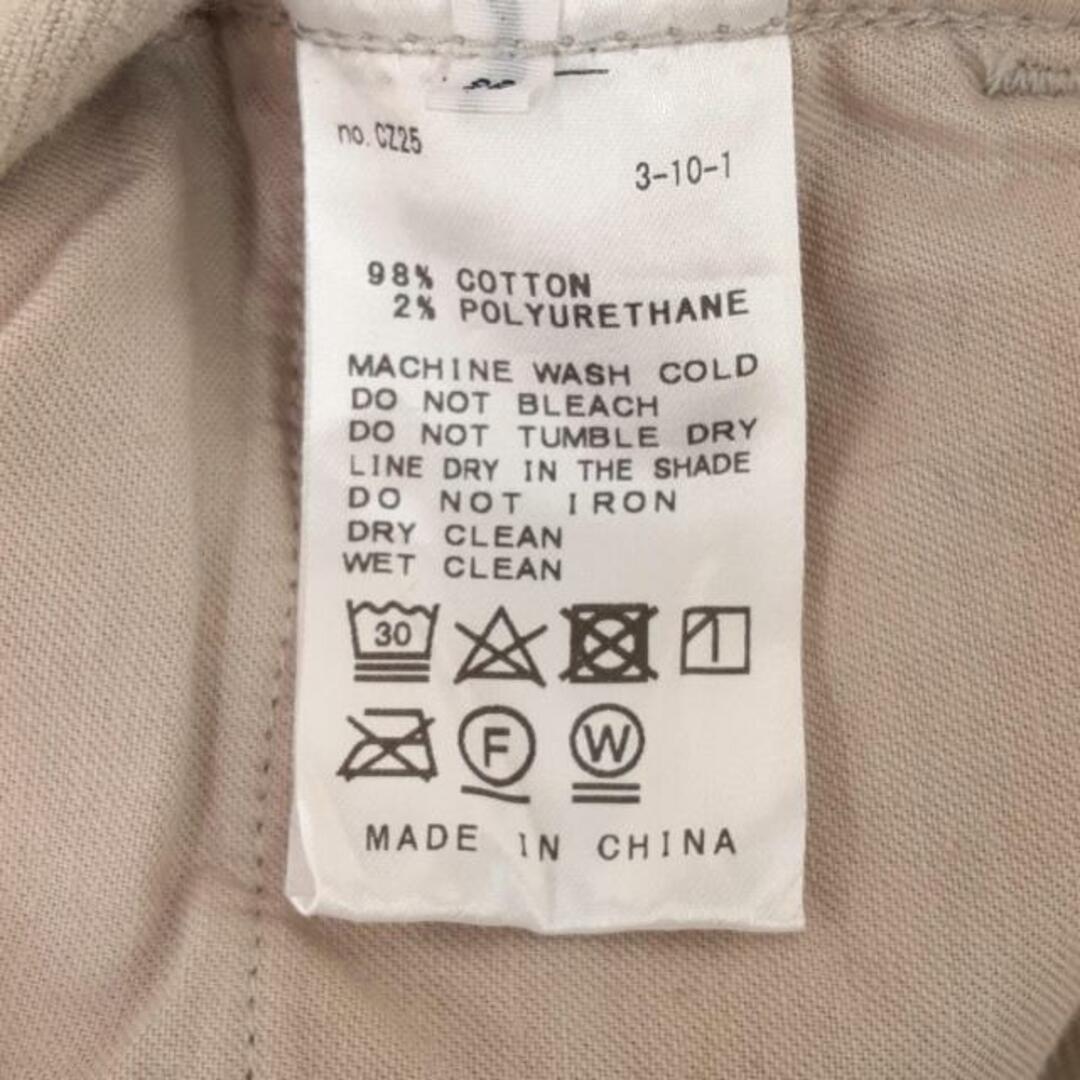 no. CZ25
3-10-1
98% COTTON
2% POLYURETHANE
MACHINE WASH COLD
DO NOT BLEACH
DO NOT TUMBLE DRY
LINE DRY IN THE SHADE
DO NOT IRON
DRY CLEAN
WET CLEAN
30
F W
MADE IN CHINA